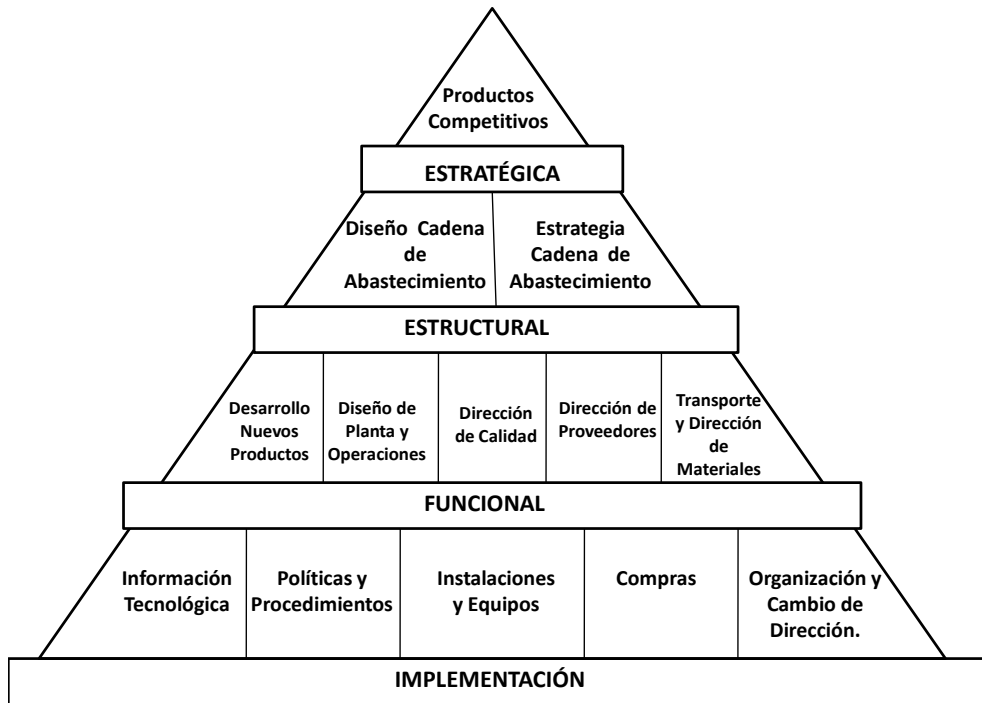 Productos
Competitivos
ESTRATÉGICA
Diseño Cadena
de
Abastecimiento
Estrategia
Cadena de
Abastecimiento
ESTRUCTURAL
Desarrollo
Nuevos
Productos
Diseño de
Planta y
Operaciones
Dirección
de Calidad
Dirección de
Proveedores
Transporte
y Dirección
de
Materiales
FUNCIONAL
Información
Tecnológica
Políticas y
Procedimientos
Instalaciones
y Equipos
Compras
Organización y
Cambio de
Dirección.
IMPLEMENTACIÓN